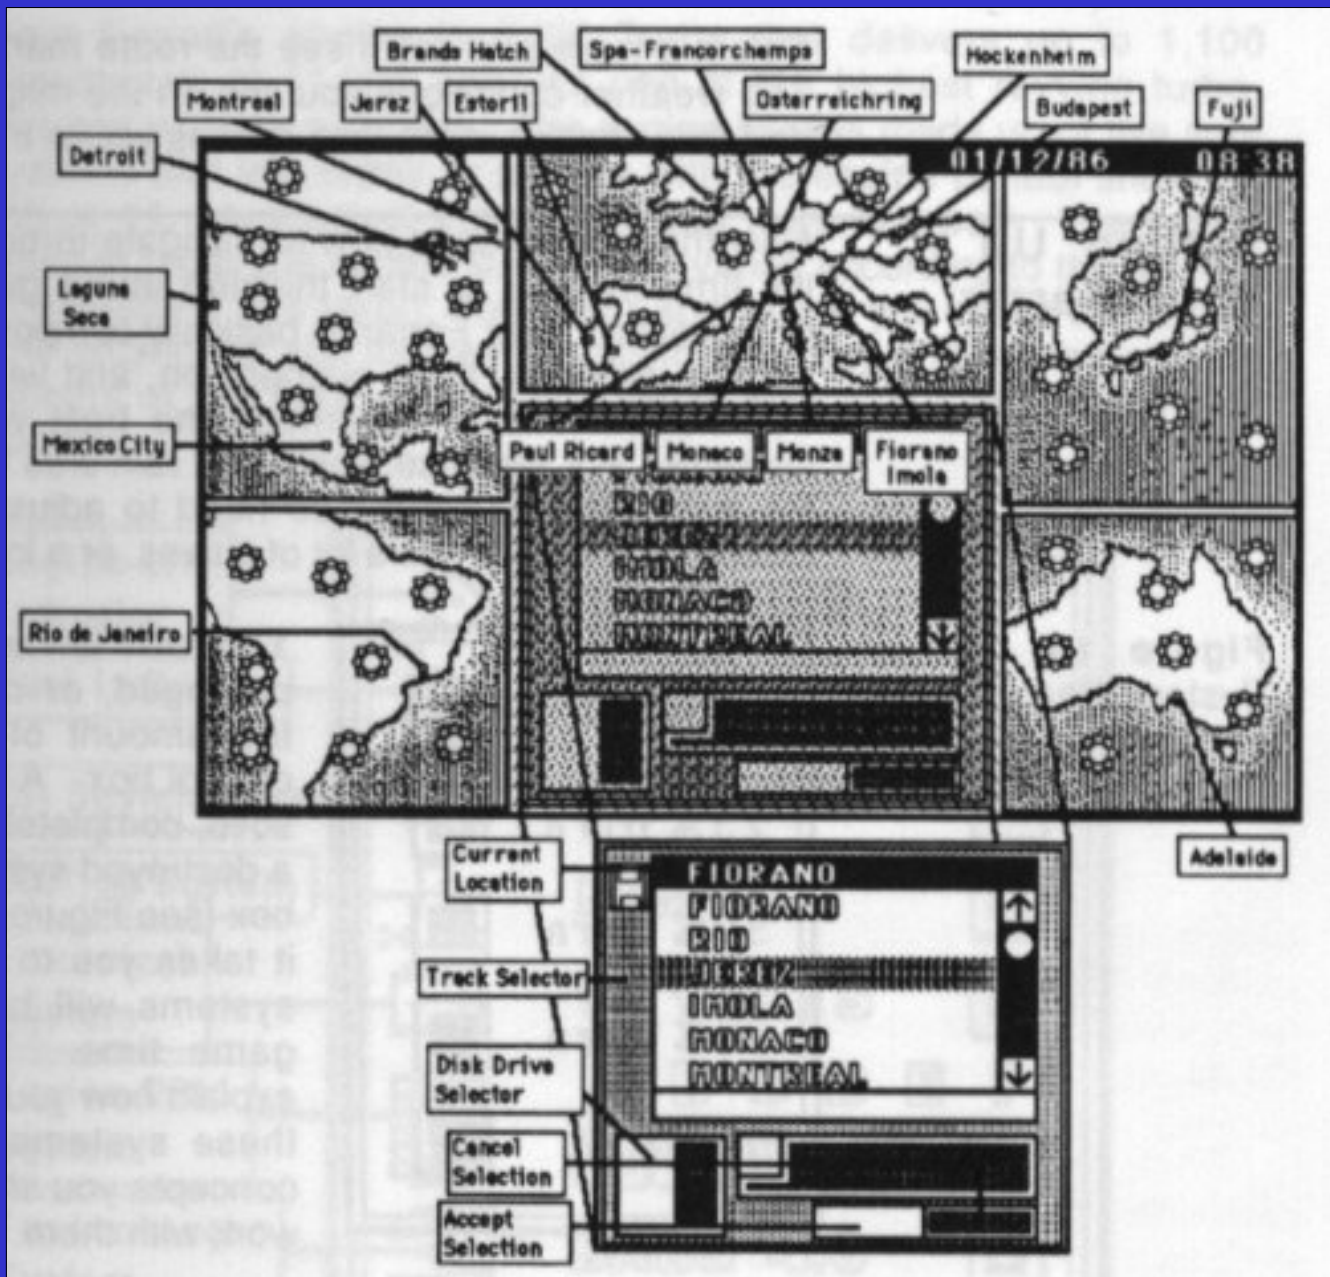 Brands Hatch
Spa-Francorchamps
Hockenheim
Montreal
Jerez
Estoril
Osterreichring
Budapest
Fuji
Detroit
01/12/86 08:38
Laguna
Seca
Mexico City
Paul Ricard
Monaco
Monza
Fiorano
Imola
RIO
JEREZ
IMOLA
MONACO
MONTREAL
Rio de Janeiro
Adelaide
Current
Location
FIORANO
FIORANO
RIO
JEREZ
IMOLA
MONACO
MONTREAL
Track Selector
Disk Drive
Selector
Cancel
Selection
Accept
Selection